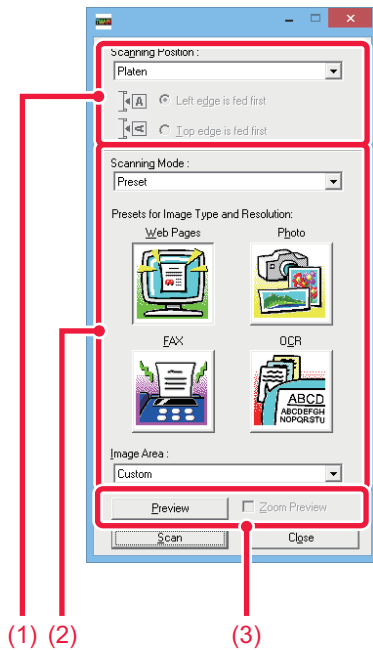 TWAIN
Scanning Position :
Platen
A
Left edge is fed first
A
Top edge is fed first
Scanning Mode :
Preset
Presets for Image Type and Resolution:
Web Pages Photo
FAX OCR
ABCD
ABCDEFGH
NOPQRSTU
Image Area :
Custom
Preview Zoom Preview
Scan Close
(1) (2) (3)